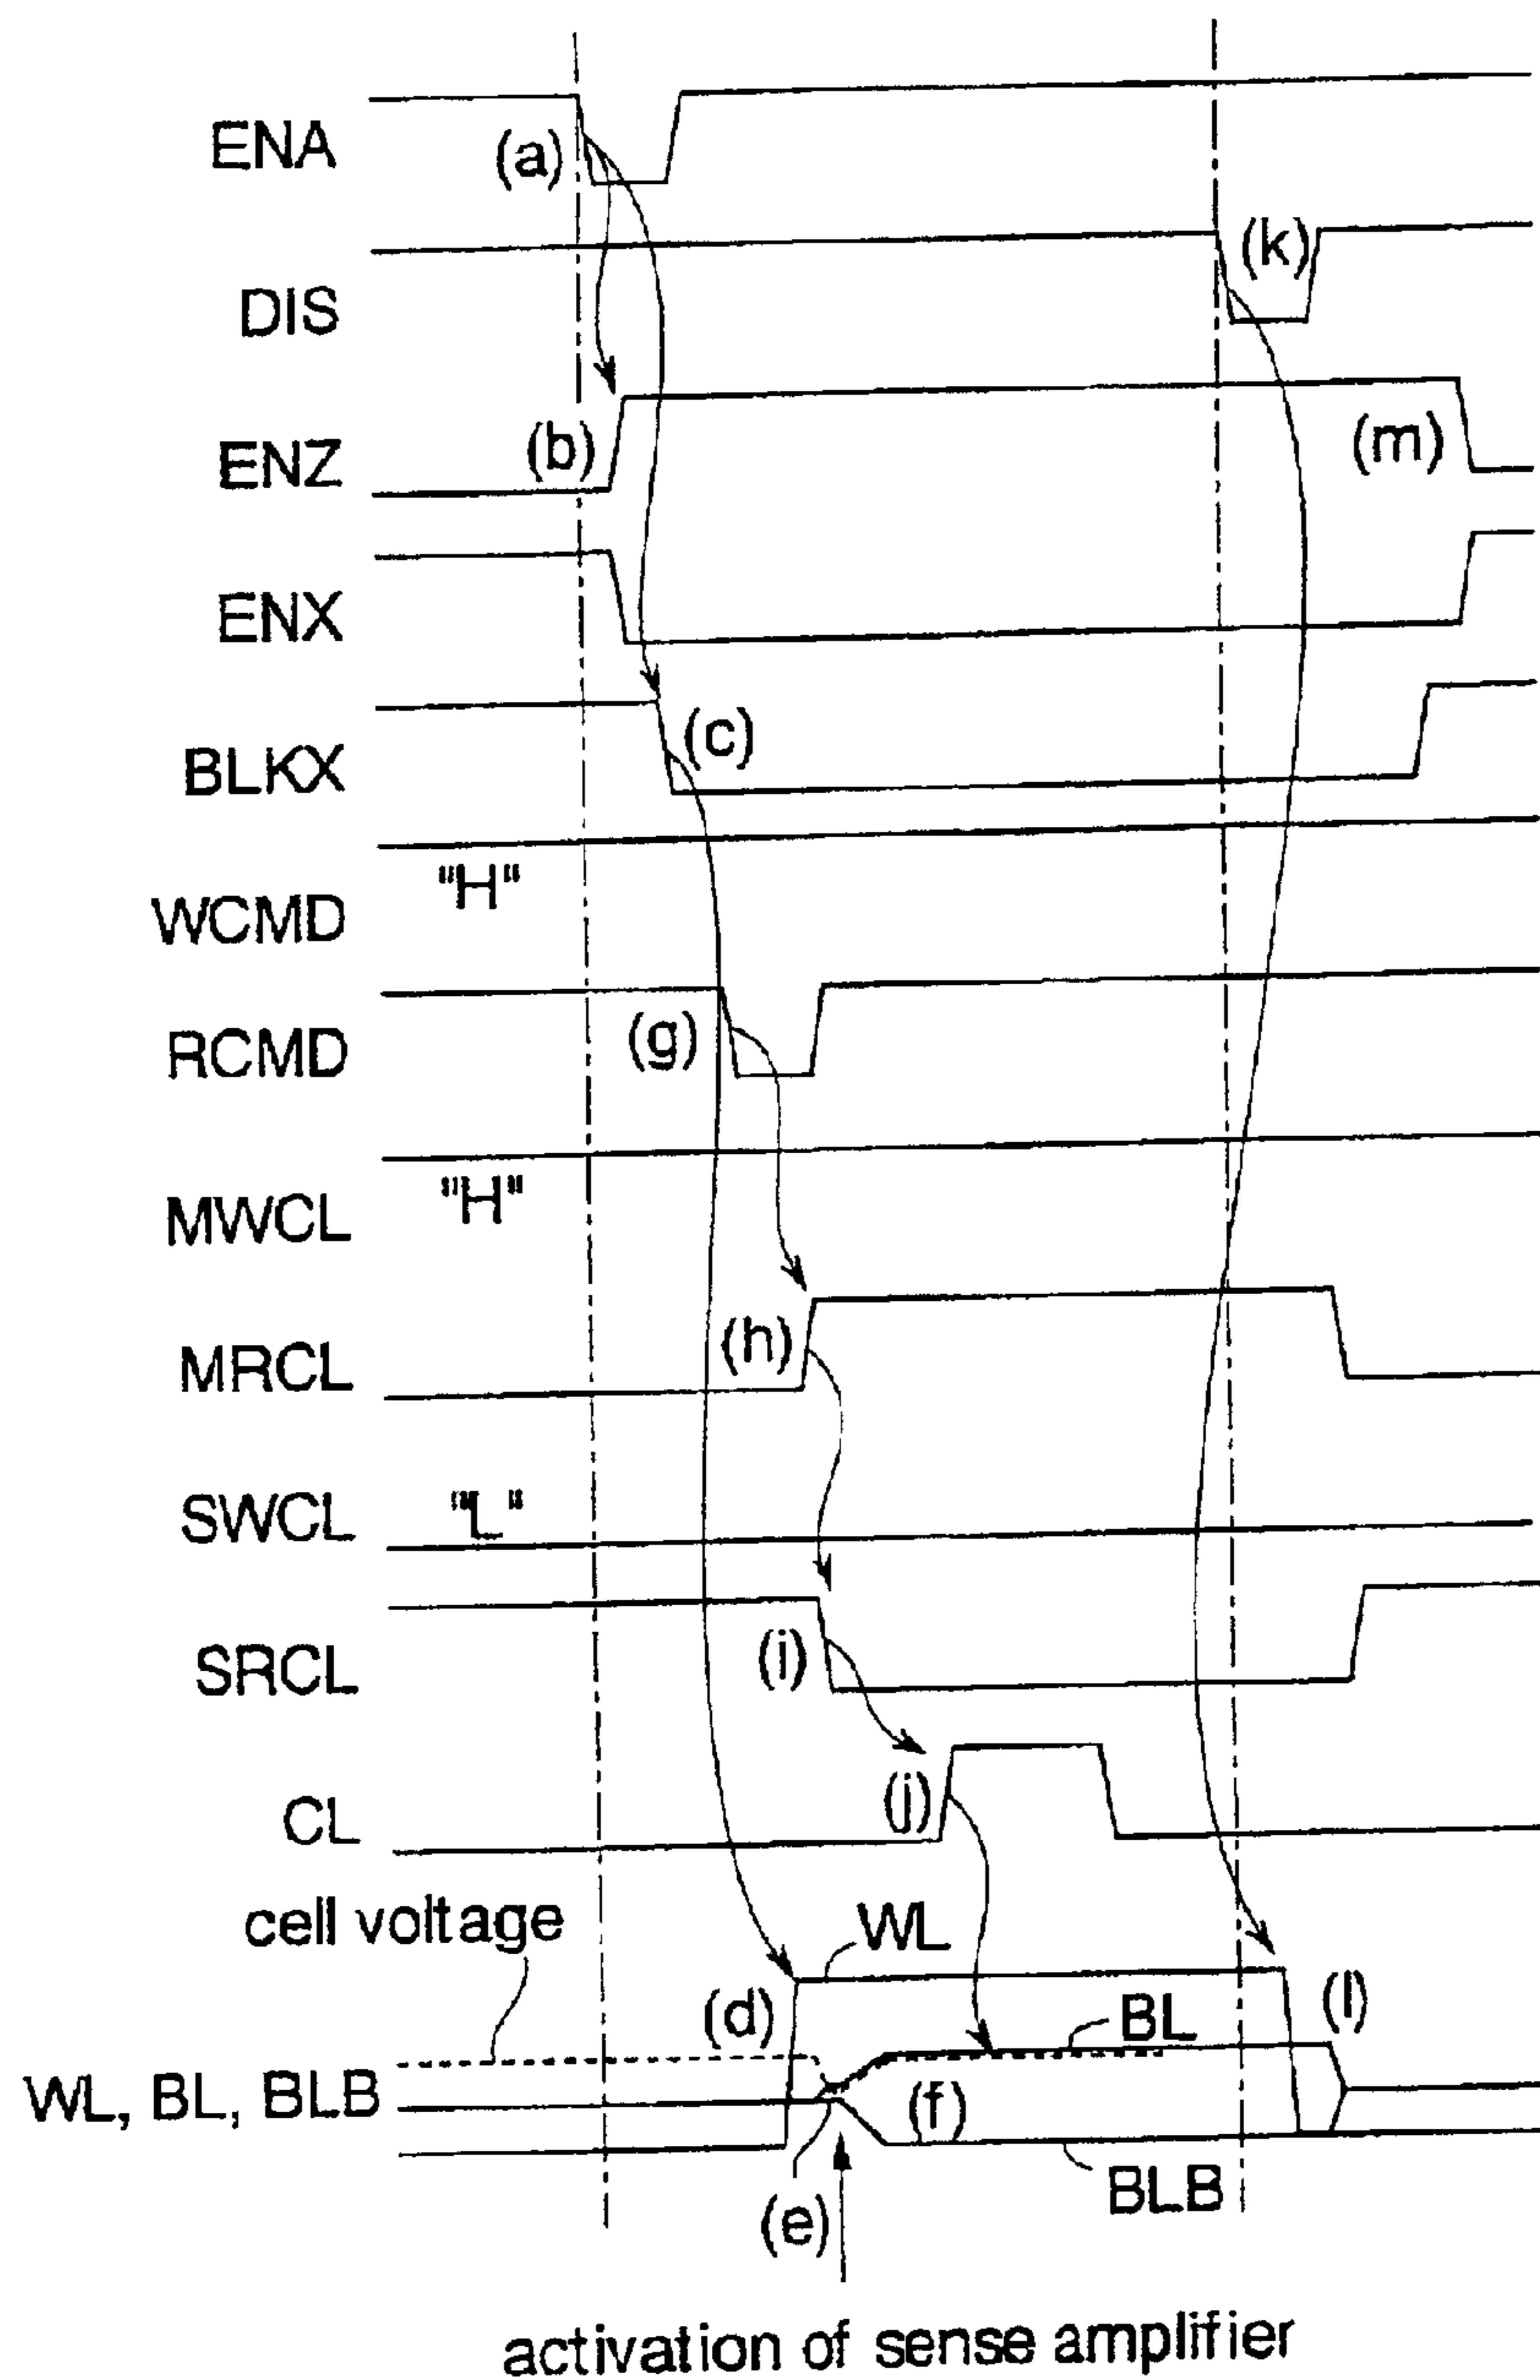 ENA
(a)
DIS
(k)
ENZ
(b)
(m)
ENX
BLKX
(c)
WCMD
"H"
RCMD
(g)
MWCL
"H"
MRCL
(h)
SWCL
"L"
SRCL
(i)
CL
(j)
cell voltage
WL
(d)
(l)
BL
WL, BL, BLB
(f)
BLB
(e)
activation of sense amplifier